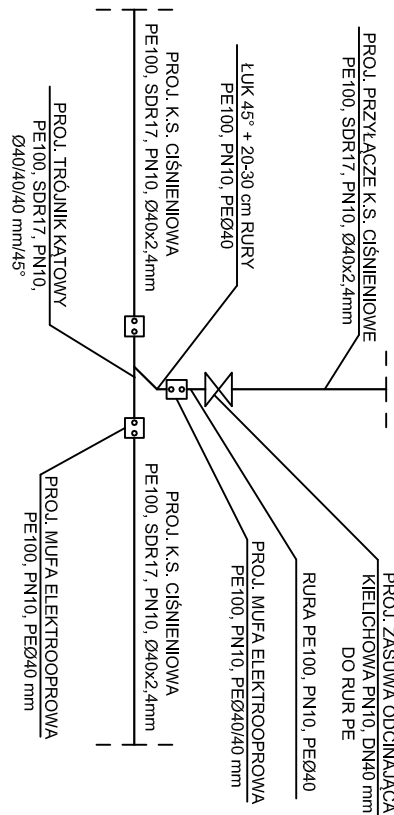 PROJ. PRZYŁĄCZE K.S. CIŚNIENIOWE
PE100, SDR17, PN10, Ø40x2,4mm
ŁUK 45° + 20-30 cm RURY
PE100, PN10, PEØ40
PROJ. K.S. CIŚNIENIOWA
PE100, SDR17, PN10, Ø40x2,4mm
PROJ. TRÓJNIK KĄTOWY
PE100, SDR17, PN10,
Ø40/40/40 mm/45°
PROJ. ZASUWA ODCINAJĄCA
KIELICHOWA PN10, DN40 mm
DO RUR PE
RURA PE100, PN10, PEØ40
PROJ. MUFA ELEKTROOPROWA
PE100, PN10, PEØ40/40 mm
PROJ. K.S. CIŚNIENIOWA
PE100, SDR17, PN10, Ø40x2,4mm
PROJ. MUFA ELEKTROOPROWA
PE100, PN10, PEØ40 mm